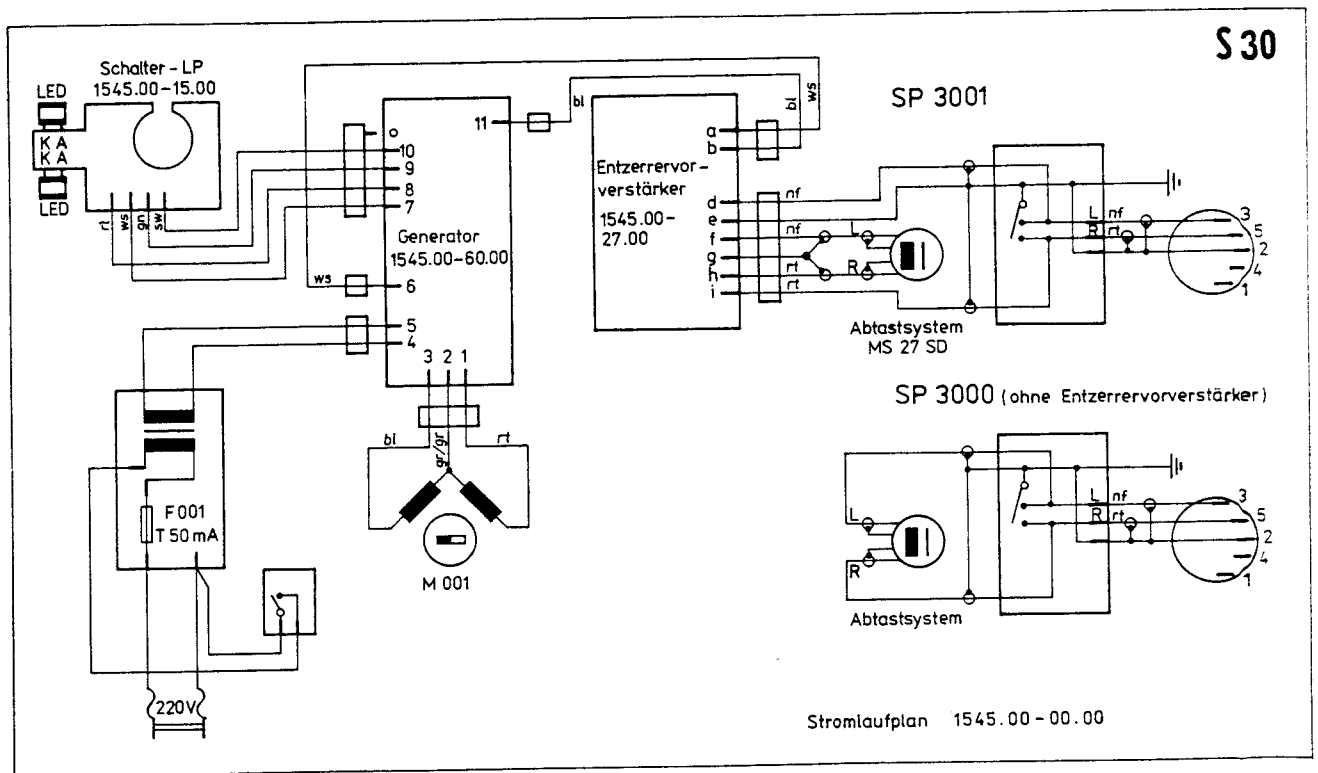 S 30
Schalter - LP
1545.00-15.00
LED
K A
K A
LED
rt
ws
gn
sw
10
9
8
7
11
Generator
1545.00-60.00
ws
6
5
4
3 2 1
bl
ws
bl
Entzerrervor-
verstärker
1545.00-
27.00
a
b
d
e
f
g
h
i
nf
nf
rt
rt
L
R
Abtastsystem
MS 27 SD
SP 3001
L nf
R rt
3
5
2
4
1
SP 3000 (ohne Entzerrervorverstärker)
L
R
Abtastsystem
L nf
R rt
3
5
2
4
1
bl
gr/gr
rt
M 001
F 001
T 50 mA
220V
Stromlaufplan 1545.00-00.00